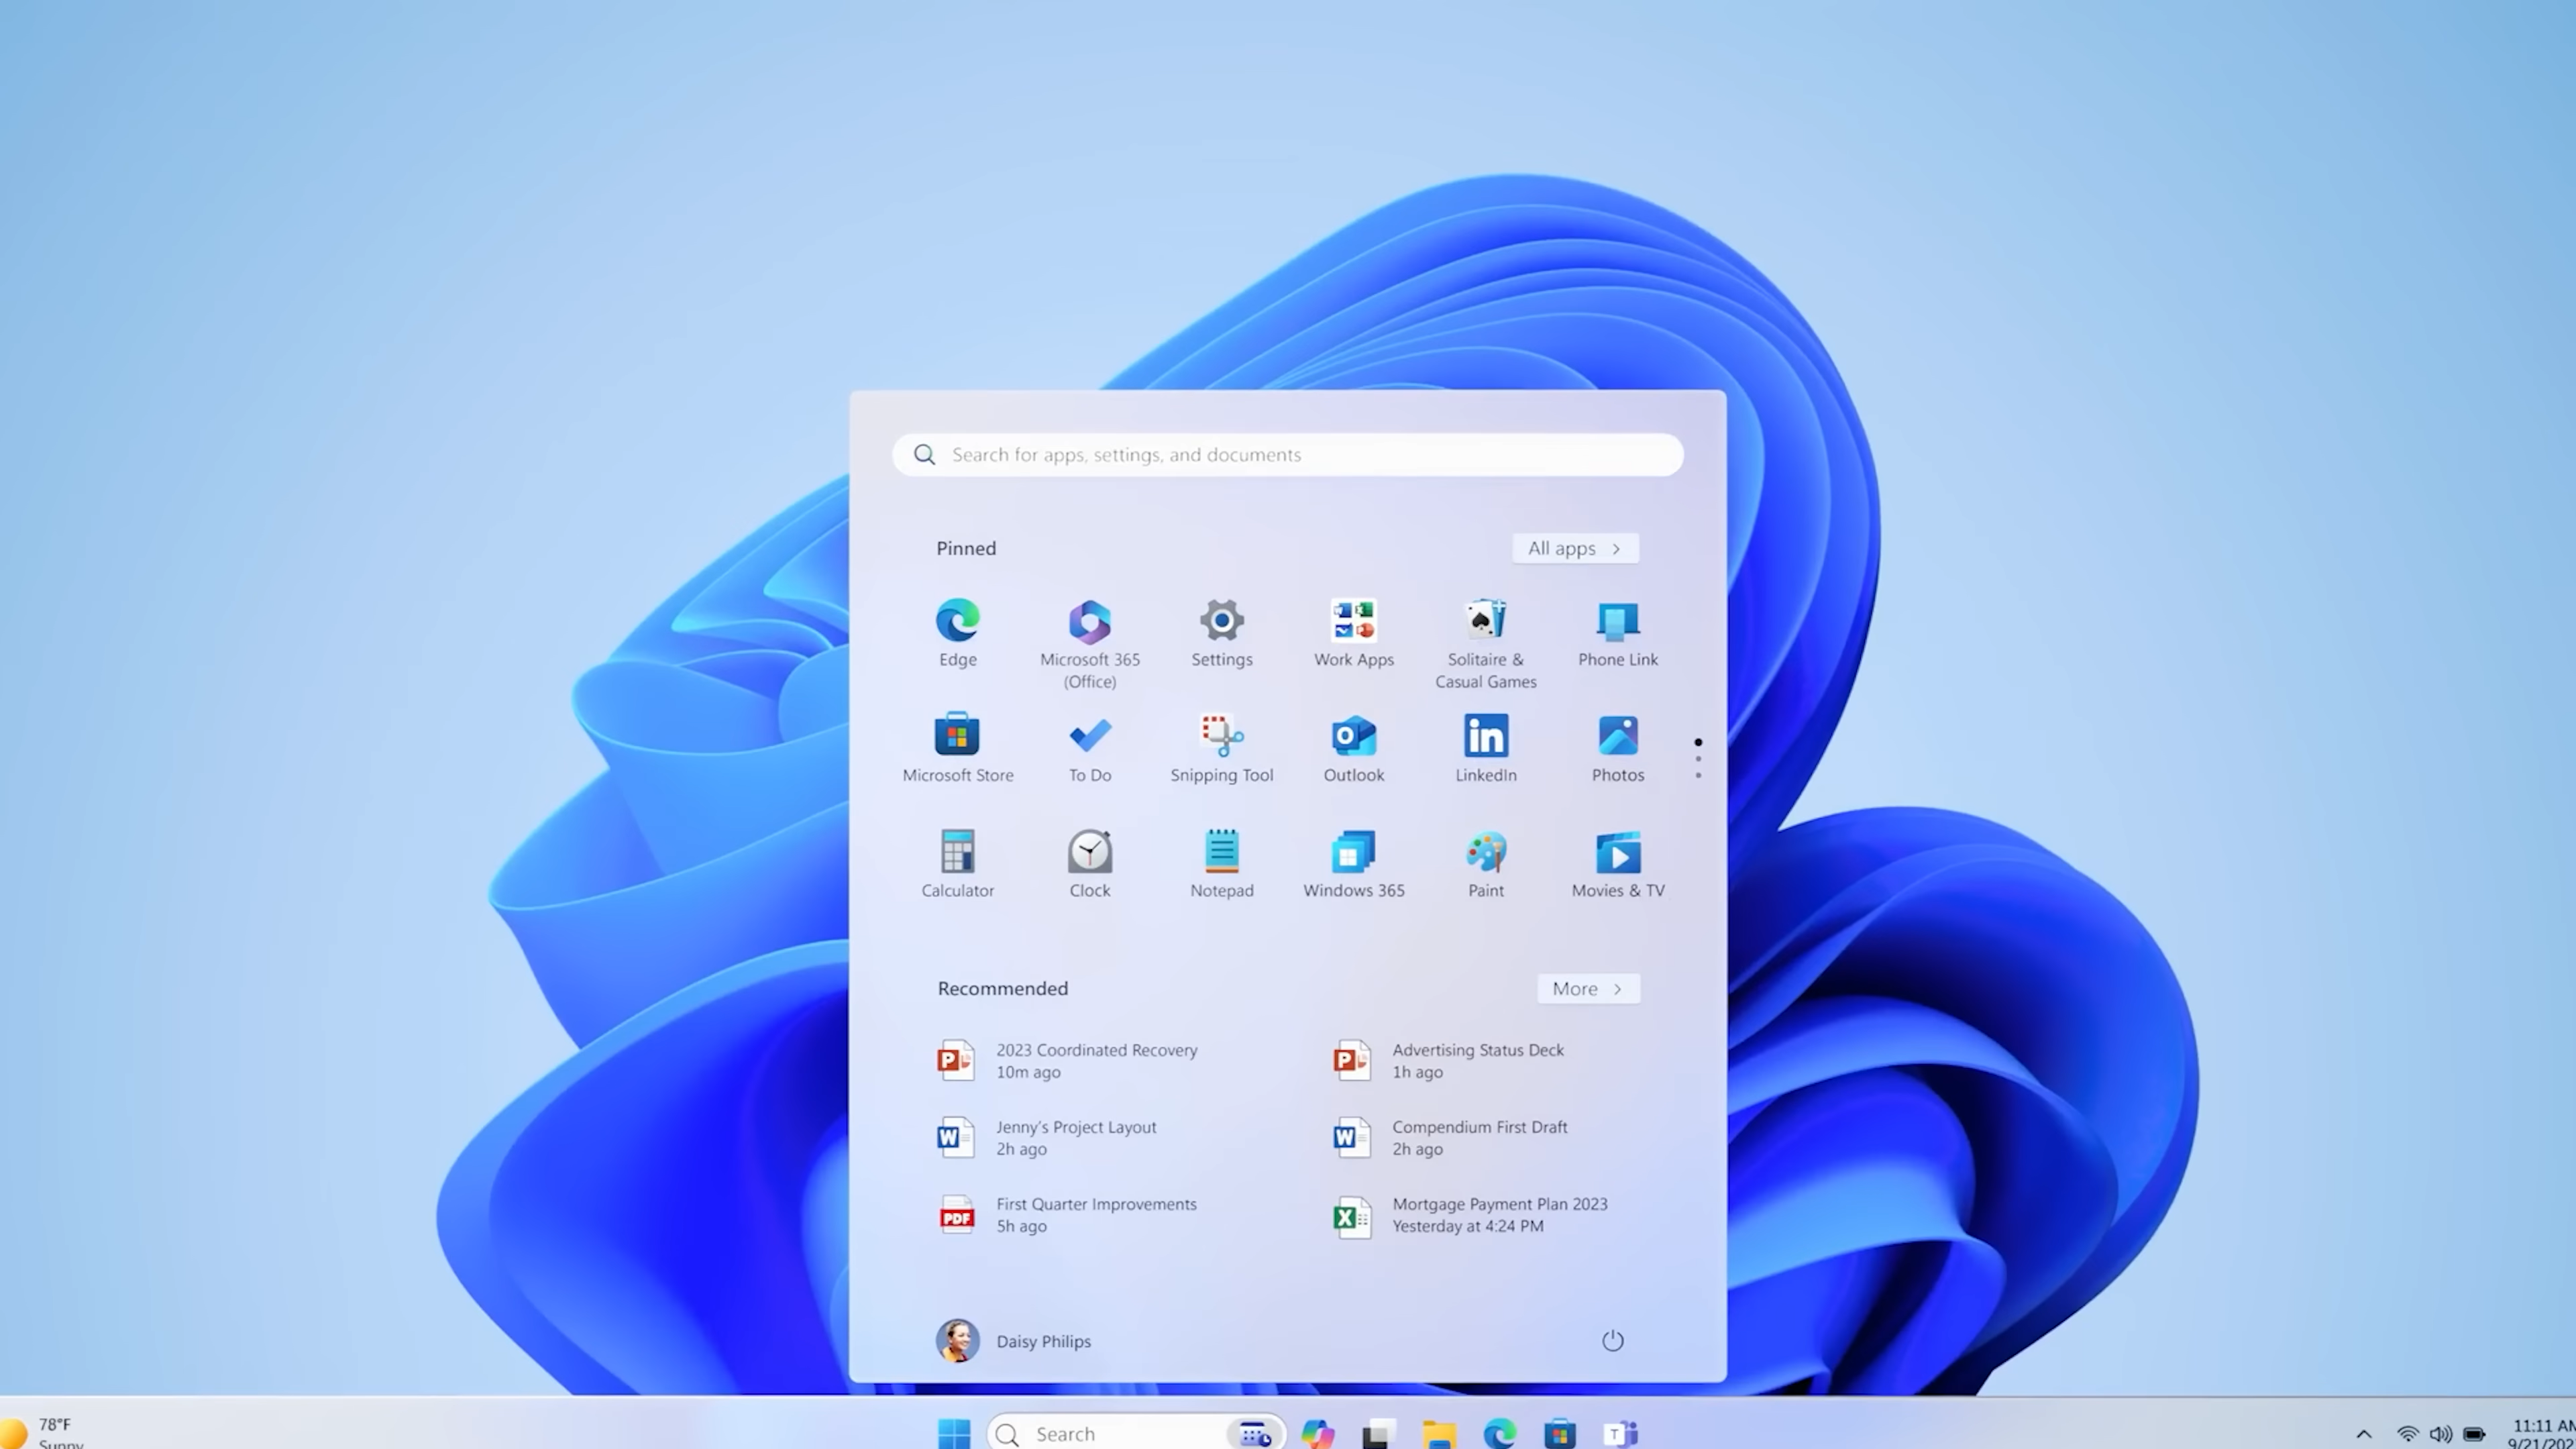 Search for apps, settings, and documents
Pinned
All apps
Edge
Microsoft 365
(Office)
Settings
Work Apps
Solitaire &
Casual Games
Phone Link
Microsoft Store
To Do
Snipping Tool
Outlook
LinkedIn
Photos
Calculator
Clock
Notepad
Windows 365
Paint
Movies & TV
Recommended
More
2023 Coordinated Recovery
10m ago
Advertising Status Deck
1h ago
Jenny’s Project Layout
2h ago
Compendium First Draft
2h ago
First Quarter Improvements
5h ago
Mortgage Payment Plan 2023
Yesterday at 4:24 PM
Daisy Philips
78°F
Sunny
Search
11:11 AM
9/21/202